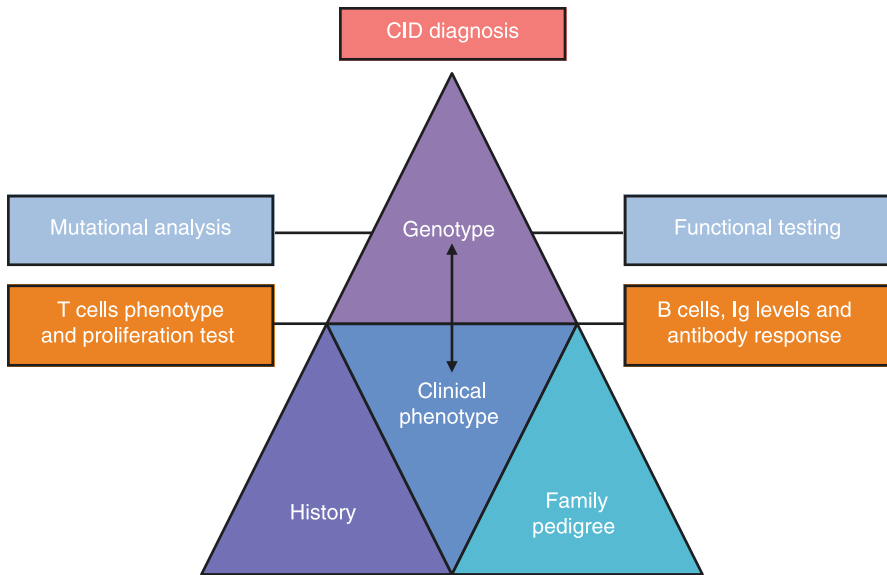 CID diagnosis
Mutational analysis
Genotype
Functional testing
T cells phenotype
and proliferation test
B cells, Ig levels and
antibody response
Clinical
phenotype
History
Family
pedigree